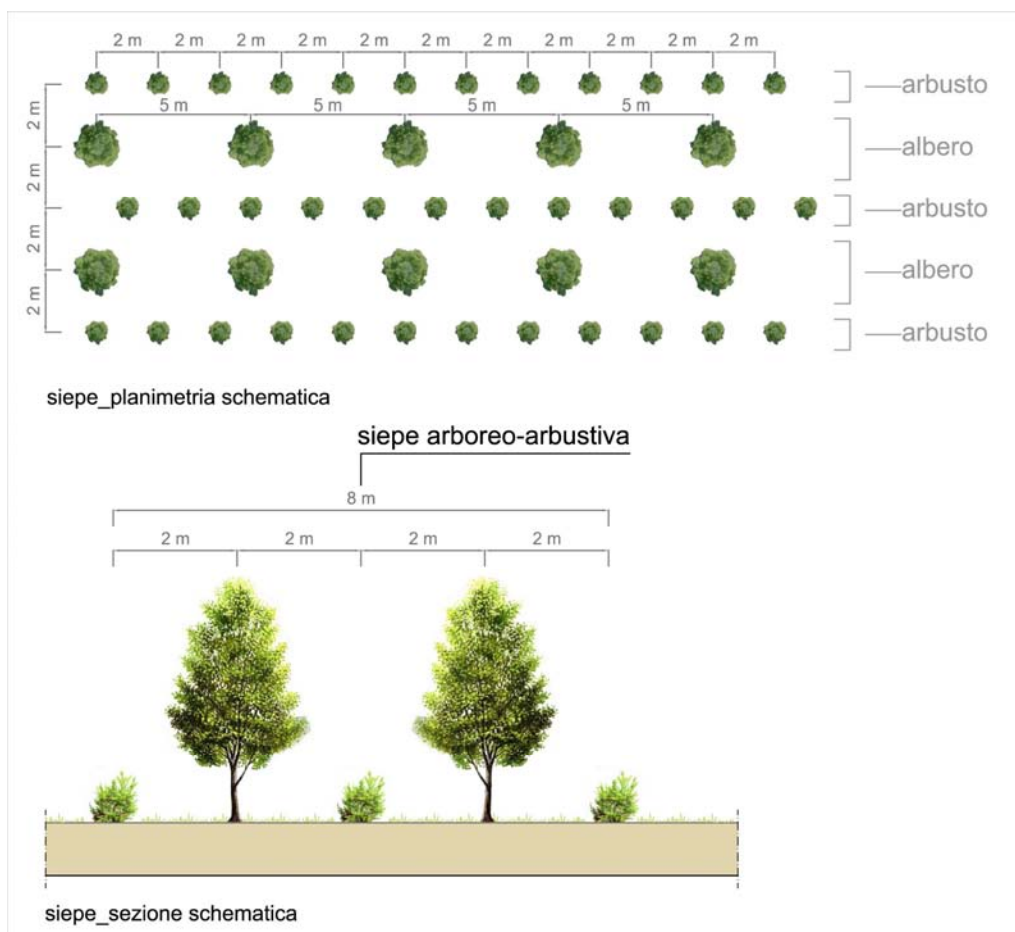 2 m 2 m 2 m 2 m 2 m 2 m 2 m 2 m 2 m 2 m 2 m
arbusto
5 m 5 m 5 m 5 m
2 m
albero
2 m
arbusto
2 m
albero
2 m
arbusto
siepe_planimetria schematica
siepe arboreo-arbustiva
8 m
2 m 2 m 2 m 2 m
siepe_sezione schematica